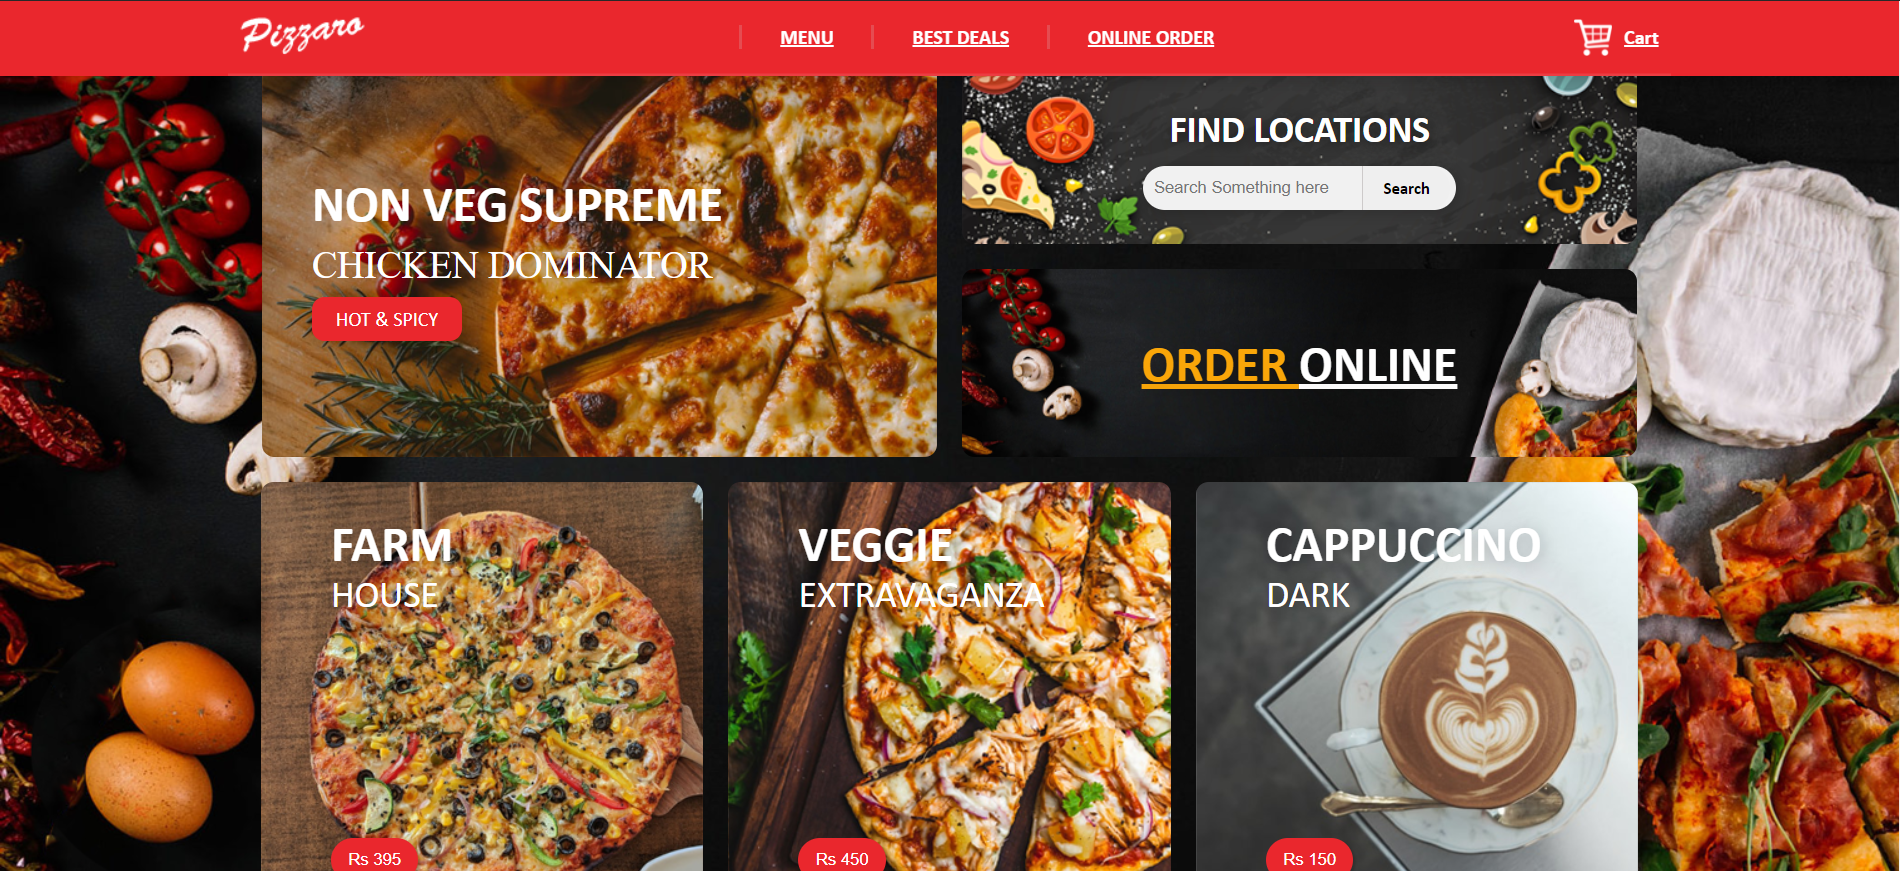 Pizzaro
MENU
BEST DEALS
ONLINE ORDER
Cart
NON VEG SUPREME
CHICKEN DOMINATOR
HOT & SPICY
FIND LOCATIONS
Search Something here
Search
ORDER ONLINE
FARM
HOUSE
Rs 395
VEGGIE
EXTRAVAGANZA
Rs 450
CAPPUCCINO
DARK
Rs 150